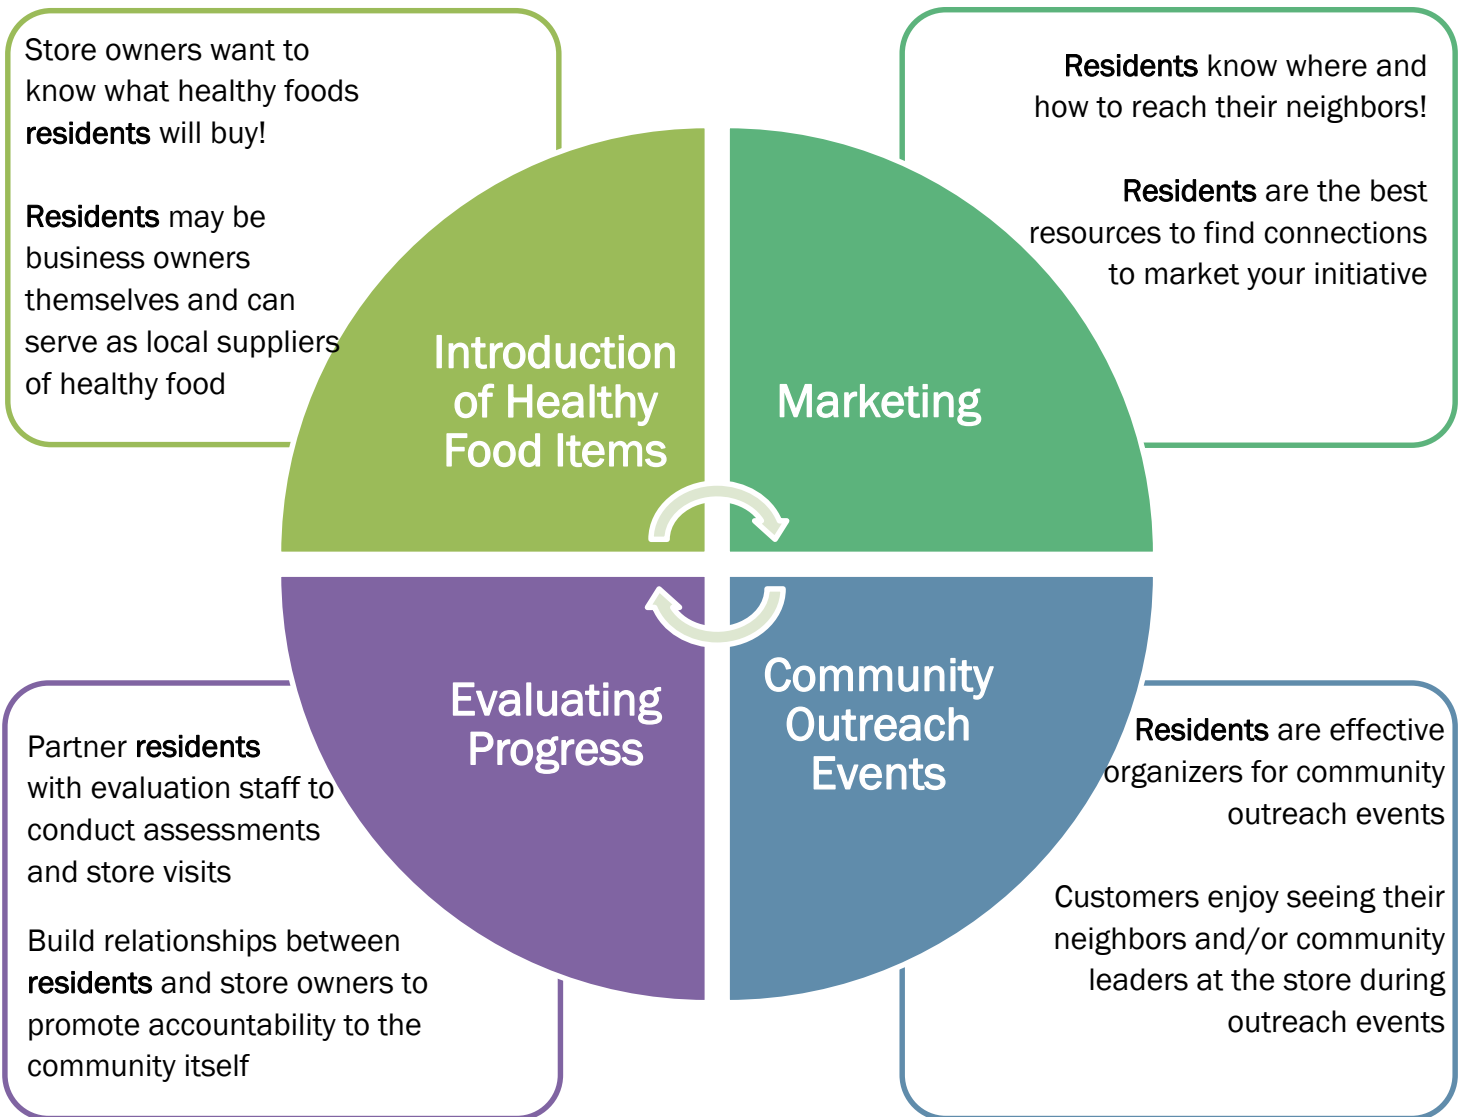 Store owners want to
know what healthy foods
residents will buy!
Residents may be
business owners
themselves and can
serve as local suppliers
of healthy food
Residents know where and
how to reach their neighbors!
Residents are the best
resources to find connections
to market your initiative
Introduction
of Healthy
Food Items
Marketing
Evaluating
Progress
Community
Outreach
Events
Partner residents
with evaluation staff to
conduct assessments
and store visits
Build relationships between
residents and store owners to
promote accountability to the
community itself
Residents are effective
organizers for community
outreach events
Customers enjoy seeing their
neighbors and/or community
leaders at the store during
outreach events